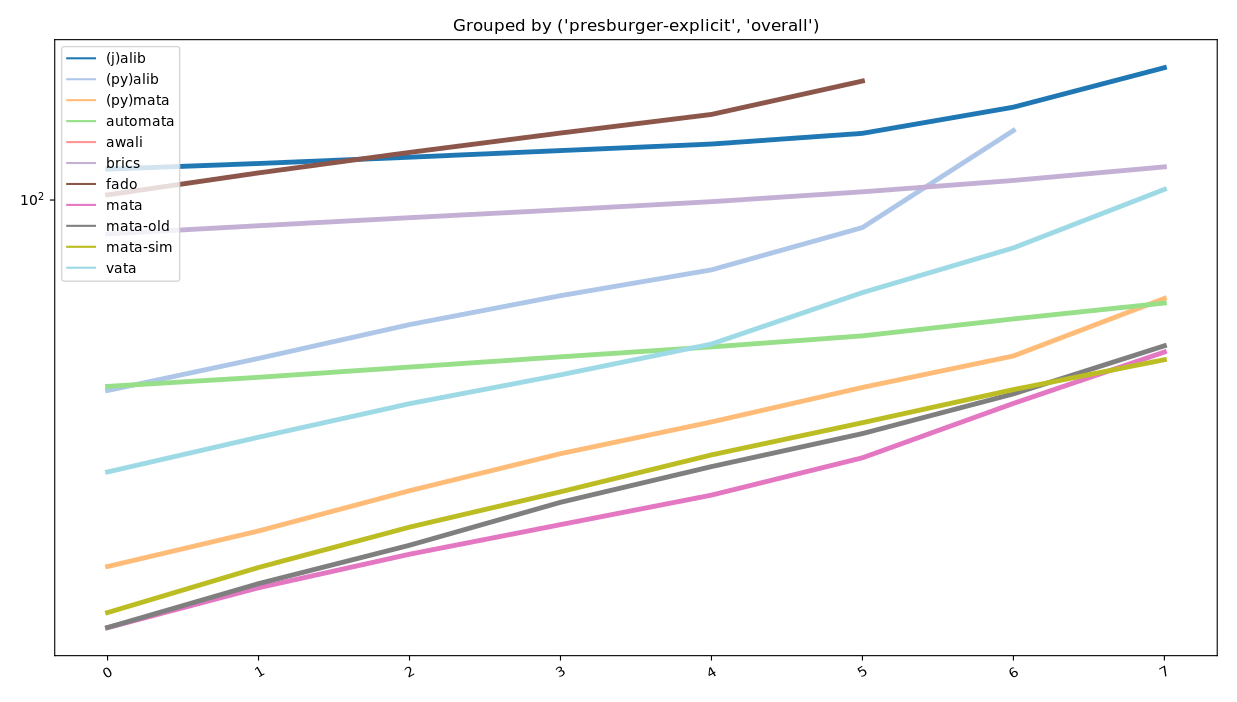 Grouped by ('presburger-explicit', 'overall')
(j)alib
(py)alib
(py)mata
automata
awali
brics
fado
mata
mata-old
mata-sim
vata
10²
0 1 2 3 4 5 6 7